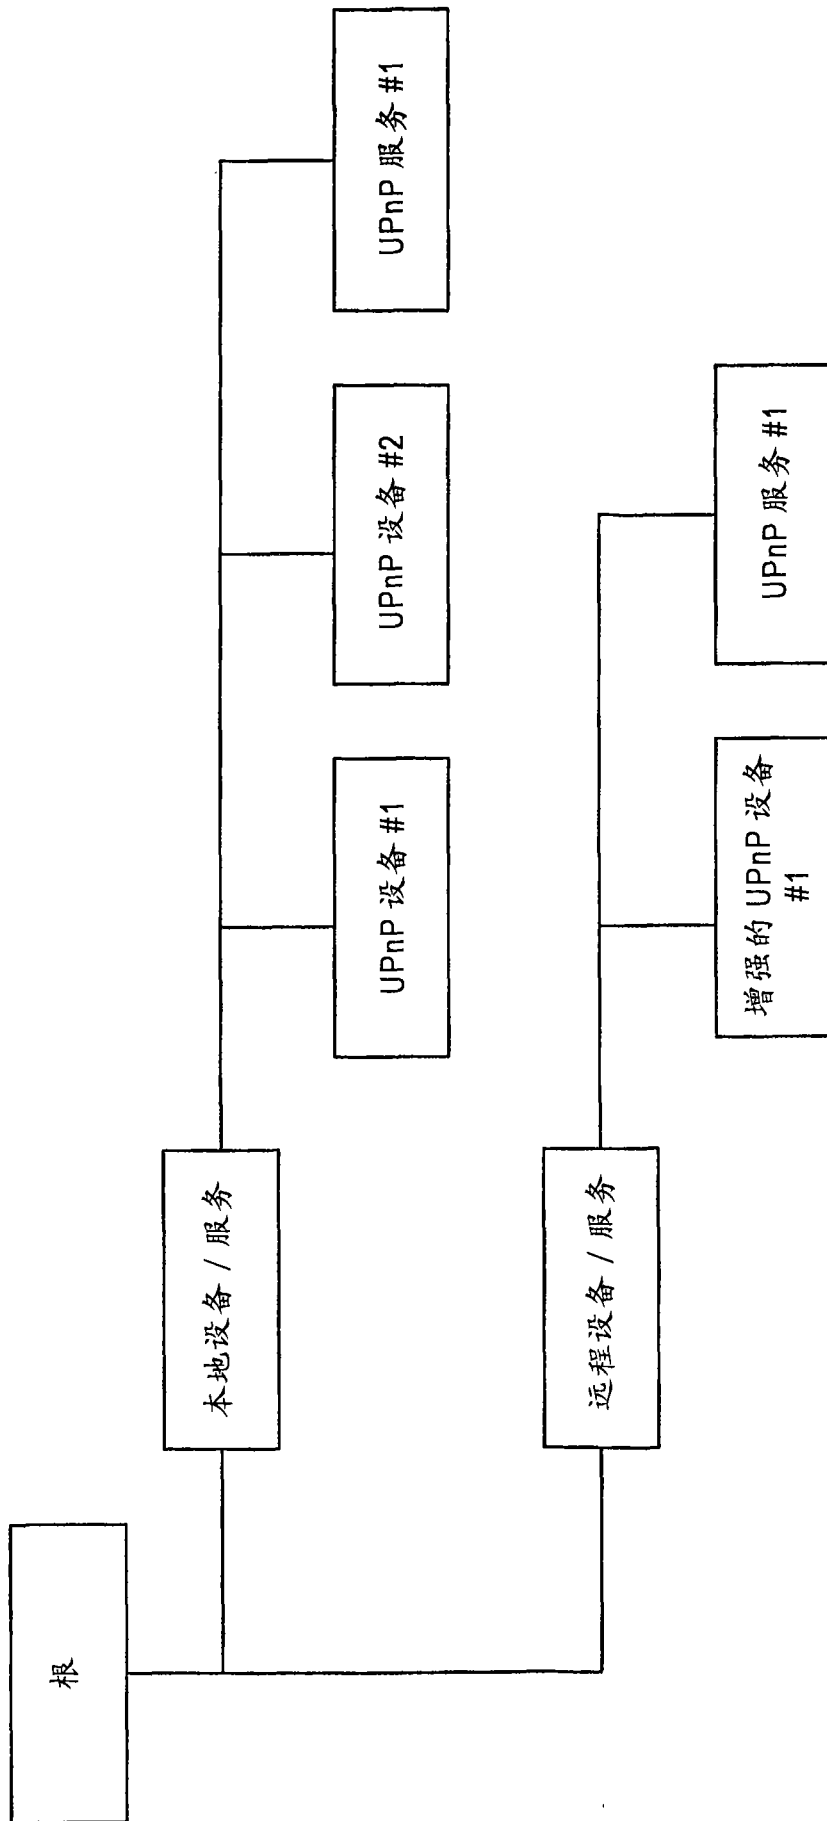 根
本地设备 / 服务
UPnP 设备 #1
UPnP 设备 #2
UPnP 服务 #1
远程设备 / 服务
增强的 UPnP 设备
#1
UPnP 服务 #1